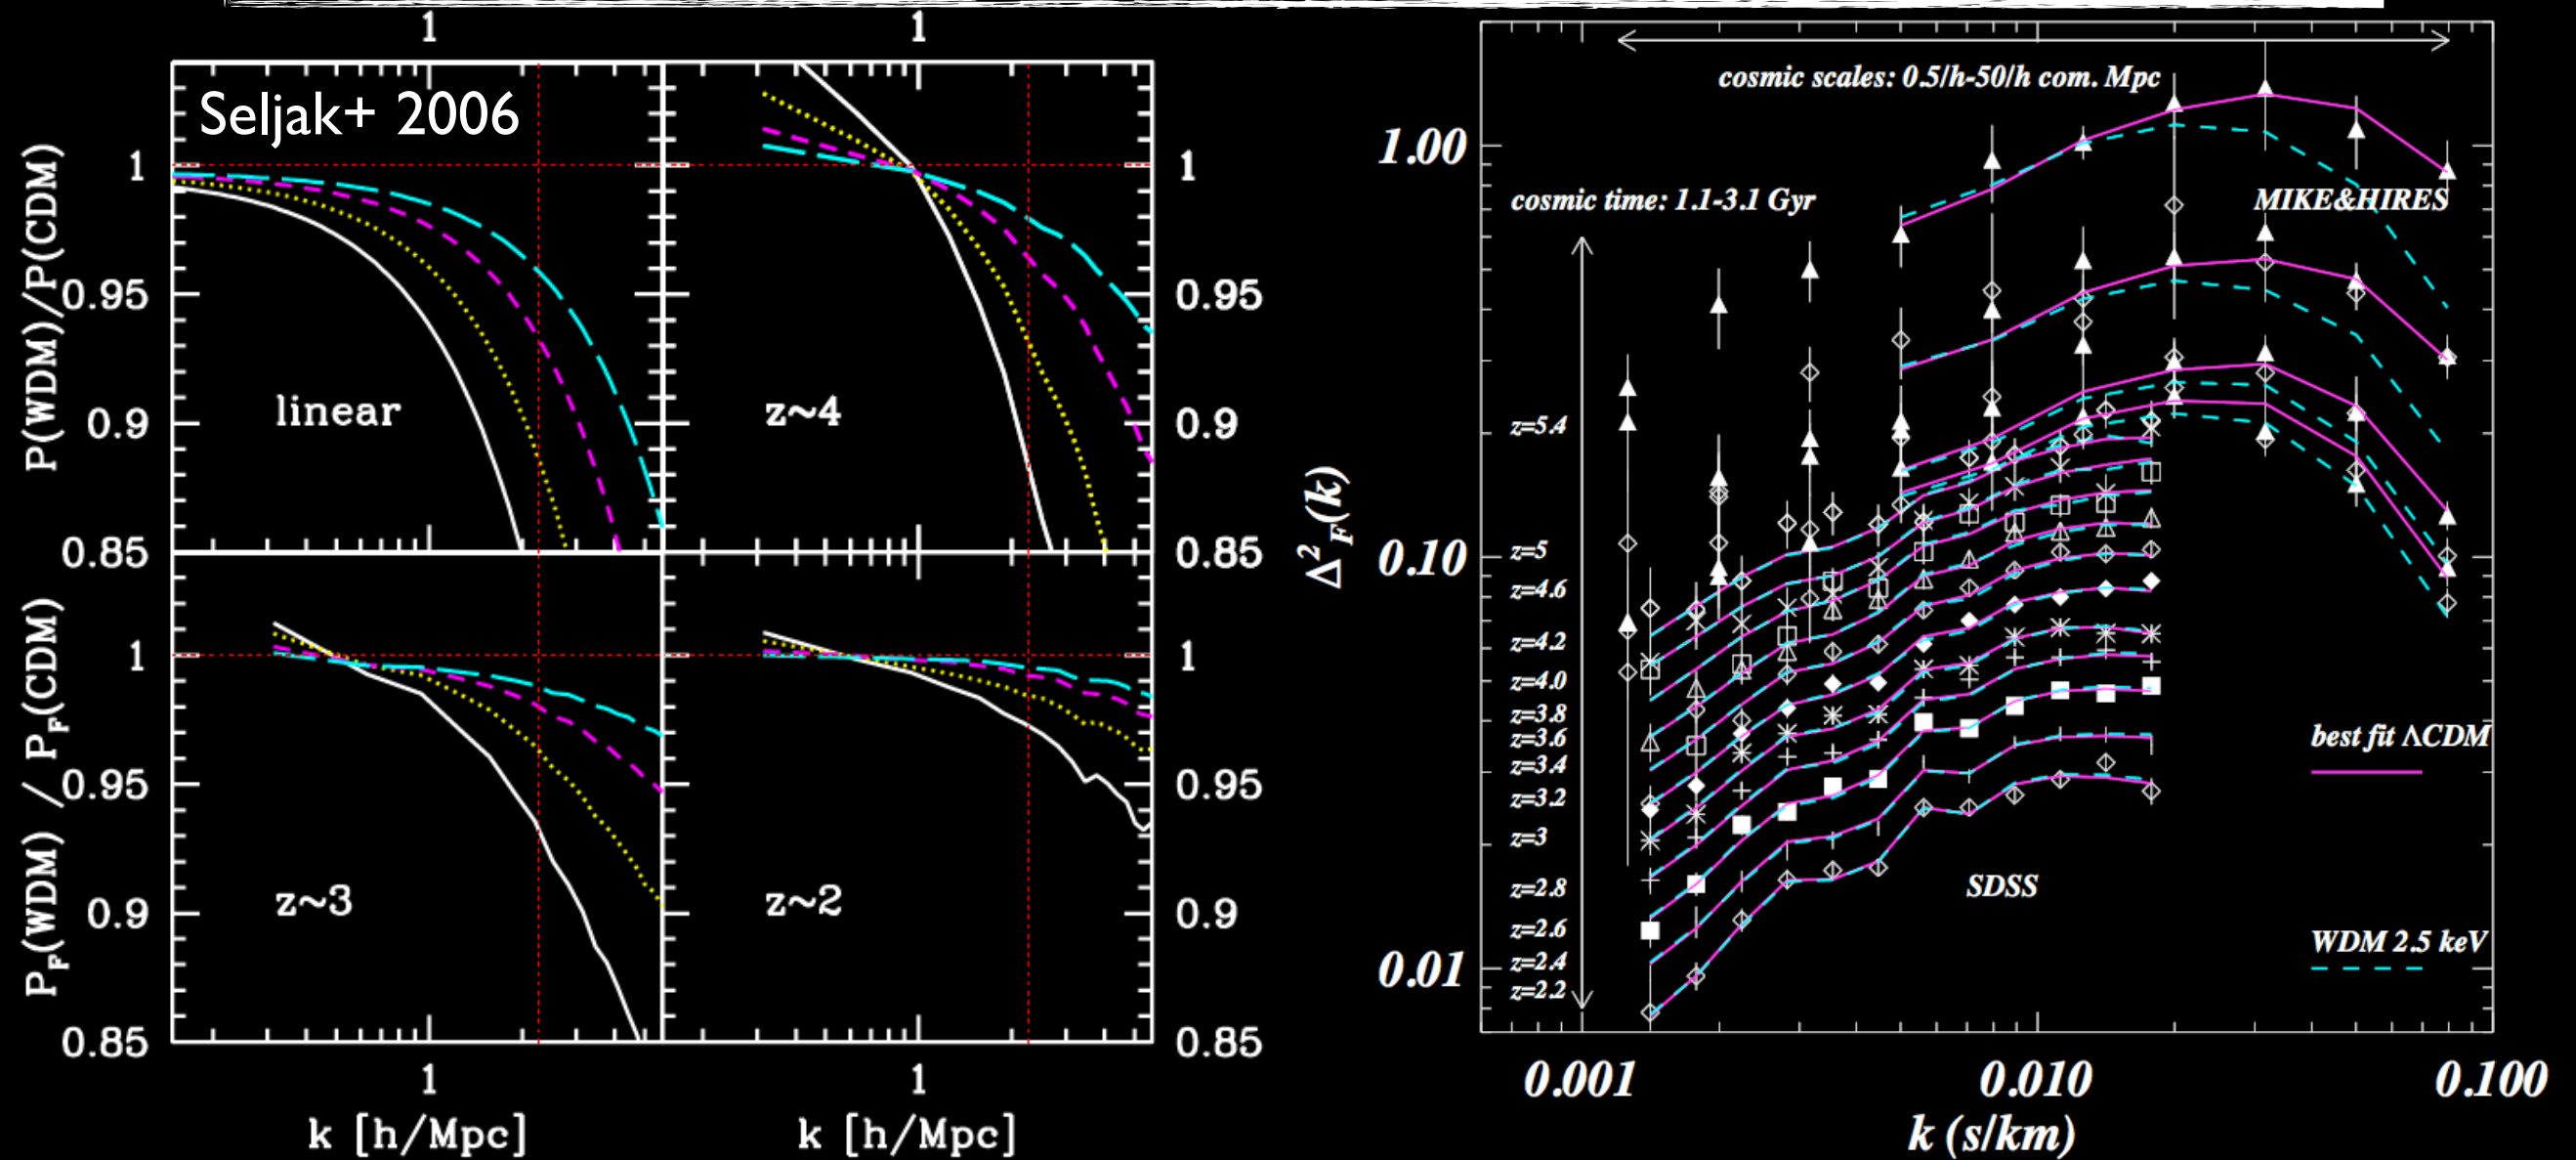 1
1
Seljak+ 2006
P(WDM)/P(CDM)
1
0.95
0.9
0.85
linear
z~4
1
0.95
0.9
0.85
P_F(WDM) / P_F(CDM)
1
0.95
0.9
0.85
z~3
z~2
1
0.95
0.9
0.85
1
1
k [h/Mpc]
k [h/Mpc]
cosmic scales: 0.5/h-50/h com. Mpc
1.00
cosmic time: 1.1-3.1 Gyr
MIKE&HIRES
z=5.4
Δ²_F(k)
0.10
z=5
z=4.6
z=4.2
z=4.0
z=3.8
z=3.6
z=3.4
z=3.2
z=3
z=2.8
z=2.6
z=2.4
z=2.2
best fit ΛCDM
SDSS
WDM 2.5 keV
0.01
0.001
0.010
0.100
k (s/km)